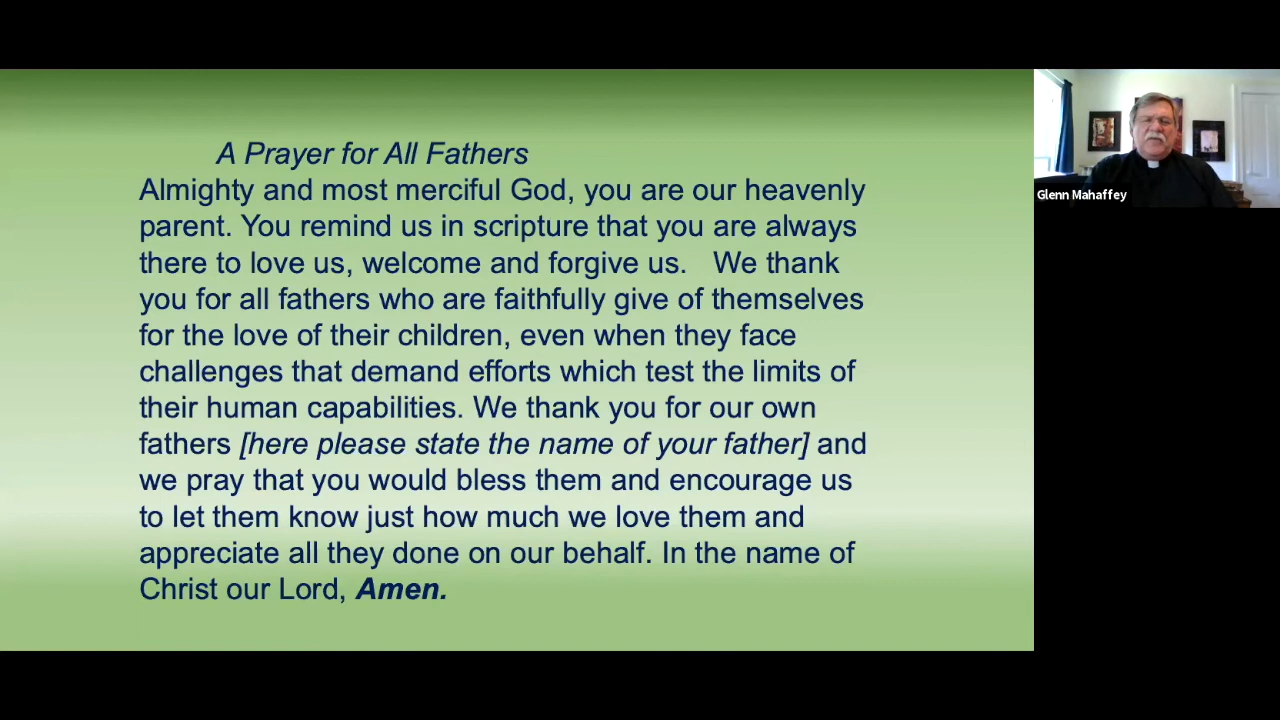 A Prayer for All Fathers
Almighty and most merciful God, you are our heavenly
parent. You remind us in scripture that you are always
there to love us, welcome and forgive us. We thank
you for all fathers who are faithfully give of themselves
for the love of their children, even when they face
challenges that demand efforts which test the limits of
their human capabilities. We thank you for our own
fathers [here please state the name of your father] and
we pray that you would bless them and encourage us
to let them know just how much we love them and
appreciate all they done on our behalf. In the name of
Christ our Lord, Amen.
Glenn Mahaffey